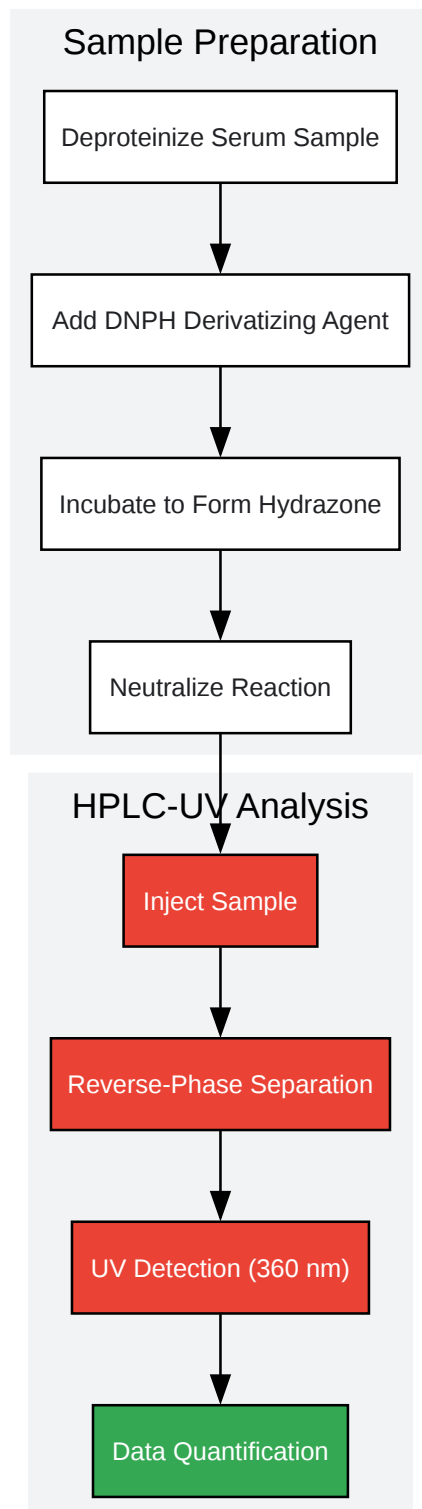 Sample Preparation
Deproteinize Serum Sample
Add DNPH Derivatizing Agent
Incubate to Form Hydrazone
Neutralize Reaction
HPLC-UV Analysis
Inject Sample
Reverse-Phase Separation
UV Detection (360 nm)
Data Quantification